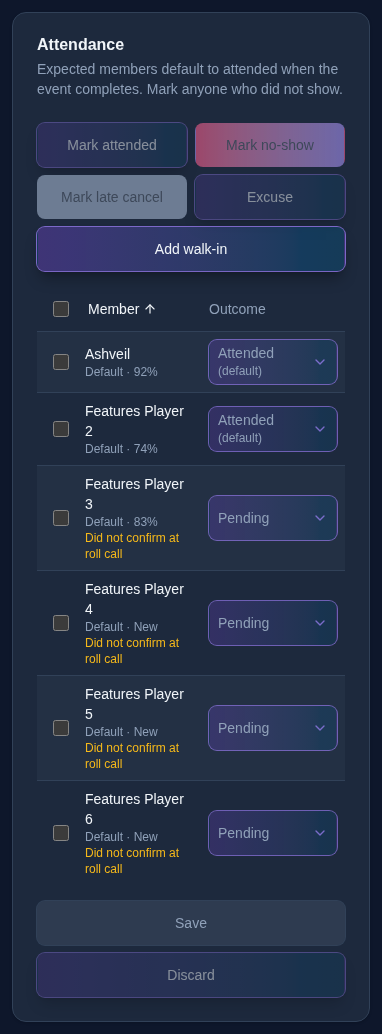 Attendance
Expected members default to attended when the
event completes. Mark anyone who did not show.
Mark attended
Mark no-show
Mark late cancel
Excuse
Add walk-in
Member ↑
Outcome
Ashveil
Default · 92%
Attended
(default)
Features Player
2
Default · 74%
Attended
(default)
Features Player
3
Default · 83%
Did not confirm at
roll call
Pending
Features Player
4
Default · New
Did not confirm at
roll call
Pending
Features Player
5
Default · New
Did not confirm at
roll call
Pending
Features Player
6
Default · New
Did not confirm at
roll call
Pending
Save
Discard